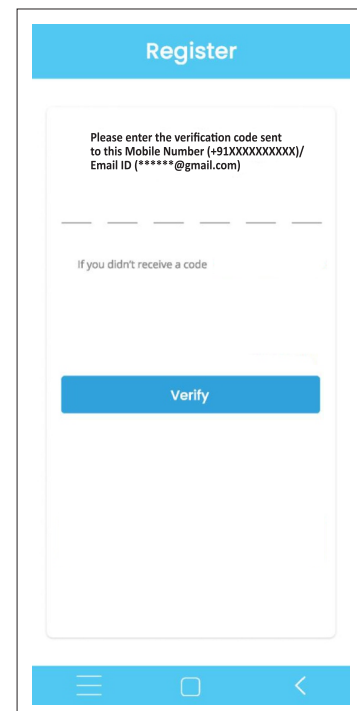 Register
Please enter the verification code sent
to this Mobile Number (+91XXXXXXXXXX)/
Email ID (******@gmail.com)
If you didn't receive a code
Verify